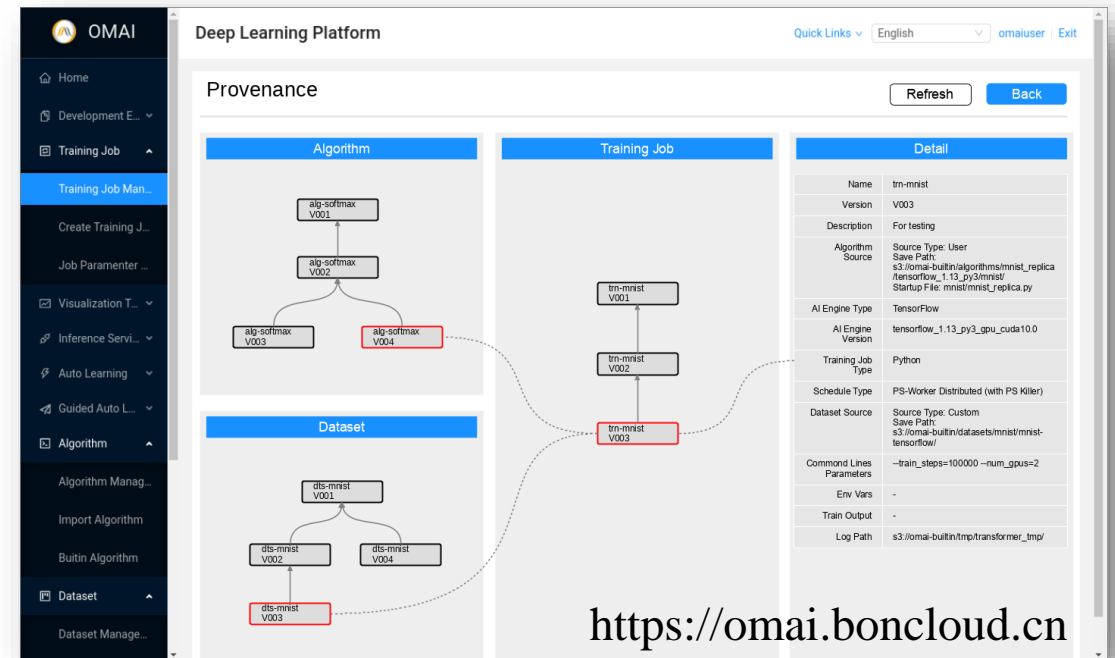 OMAI
Deep Learning Platform
Quick Links
English
omaiuser
Exit
Home
Development E...
Training Job
Training Job Man...
Create Training J...
Job Paramenter ...
Visualization T...
Inference Servi...
Auto Learning
Guided Auto L...
Algorithm
Algorithm Manag...
Import Algorithm
Buitin Algorithm
Dataset
Dataset Manage...
Provenance
Refresh
Back
Algorithm
alg-softmax
V001
alg-softmax
V002
alg-softmax
V003
alg-softmax
V004
Dataset
dts-mnist
V001
dts-mnist
V002
dts-mnist
V004
dts-mnist
V003
Training Job
trn-mnist
V001
trn-mnist
V002
trn-mnist
V003
Detail
Name trn-mnist
Version V003
Description For testing
Algorithm Source Type: User
Source Save Path:
s3://omai-builtin/algorithms/mnist_replica
/tensorflow_1.13_py3/mnist/
Startup File: mnist/mnist_replica.py
AI Engine Type TensorFlow
AI Engine tensorflow_1.13_py3_gpu_cuda10.0
Version
Training Job Python
Type
Schedule Type PS-Worker Distributed (with PS Killer)
Dataset Source Source Type: Custom
Save Path:
s3://omai-builtin/datasets/mnist/mnist-
tensorflow/
Commond Lines --train_steps=100000 --num_gpus=2
Parameters
Env Vars -
Train Output -
Log Path s3://omai-builtin/tmp/transformer_tmp/
https://omai.boncloud.cn